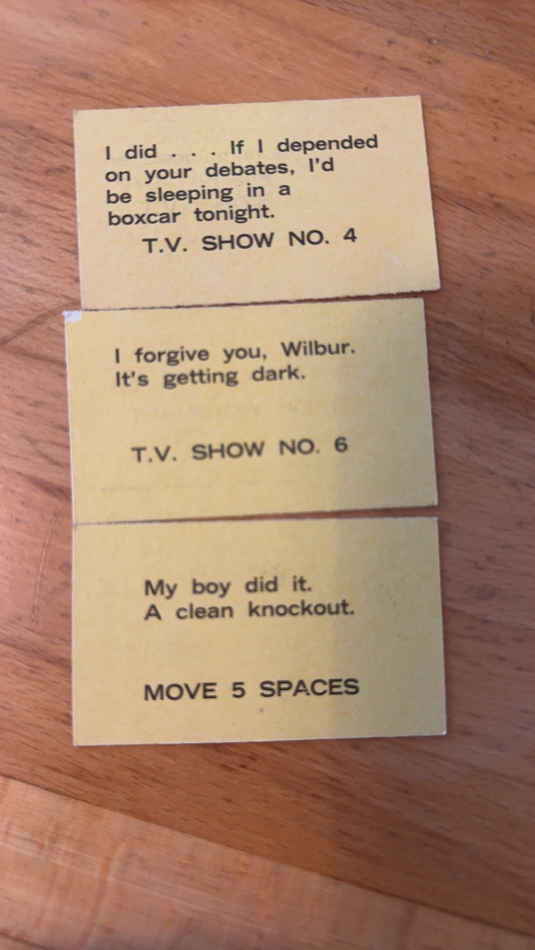 I did . . . If I depended
on your debates, I'd
be sleeping in a
boxcar tonight.
T.V. SHOW NO. 4
I forgive you, Wilbur.
It's getting dark.
T.V. SHOW NO. 6
My boy did it.
A clean knockout.
MOVE 5 SPACES